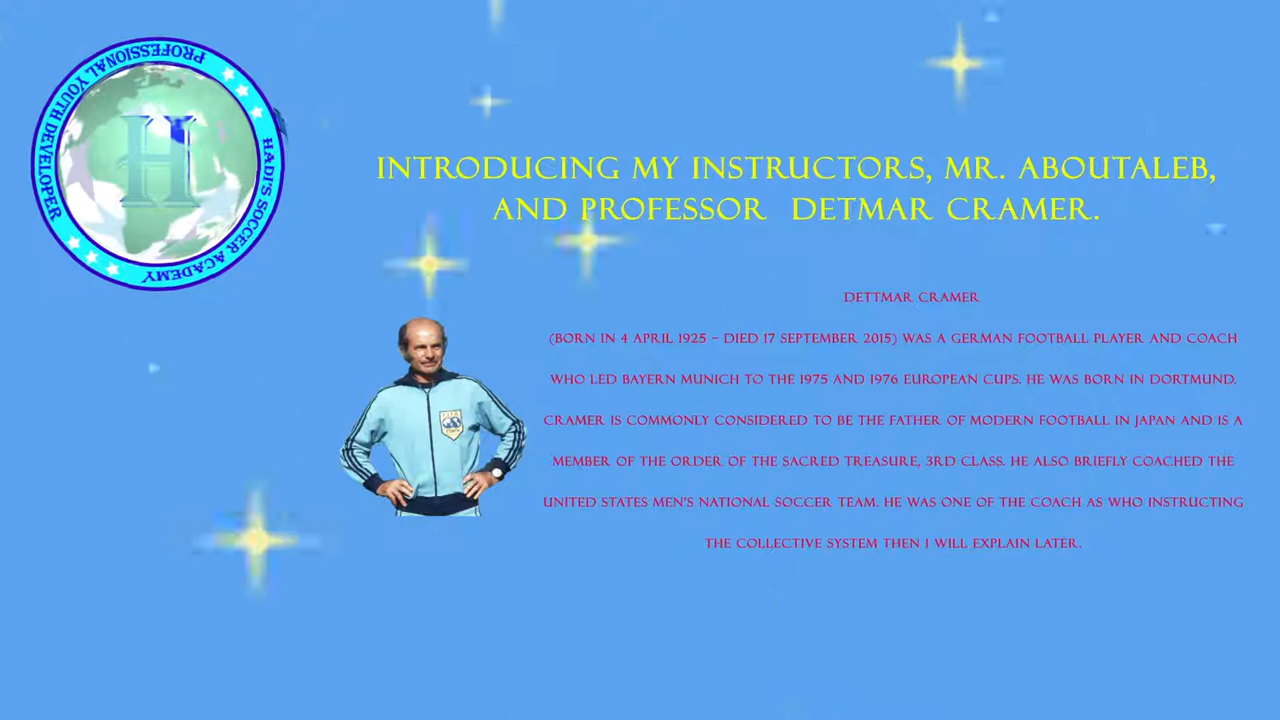 PROFESSIONAL YOUTH DEVELOPER
HADI'S SOCCER ACADEMY
H
INTRODUCING MY INSTRUCTORS, MR. ABOUTALEB,
AND PROFESSOR DETMAR CRAMER.
DETTMAR CRAMER
(BORN IN 4 APRIL 1925 – DIED 17 SEPTEMBER 2015) WAS A GERMAN FOOTBALL PLAYER AND COACH
WHO LED BAYERN MUNICH TO THE 1975 AND 1976 EUROPEAN CUPS. HE WAS BORN IN DORTMUND.
CRAMER IS COMMONLY CONSIDERED TO BE THE FATHER OF MODERN FOOTBALL IN JAPAN AND IS A
MEMBER OF THE ORDER OF THE SACRED TREASURE, 3RD CLASS. HE ALSO BRIEFLY COACHED THE
UNITED STATES MEN'S NATIONAL SOCCER TEAM. HE WAS ONE OF THE COACH AS WHO INSTRUCTING
THE COLLECTIVE SYSTEM THEN I WILL EXPLAIN LATER.